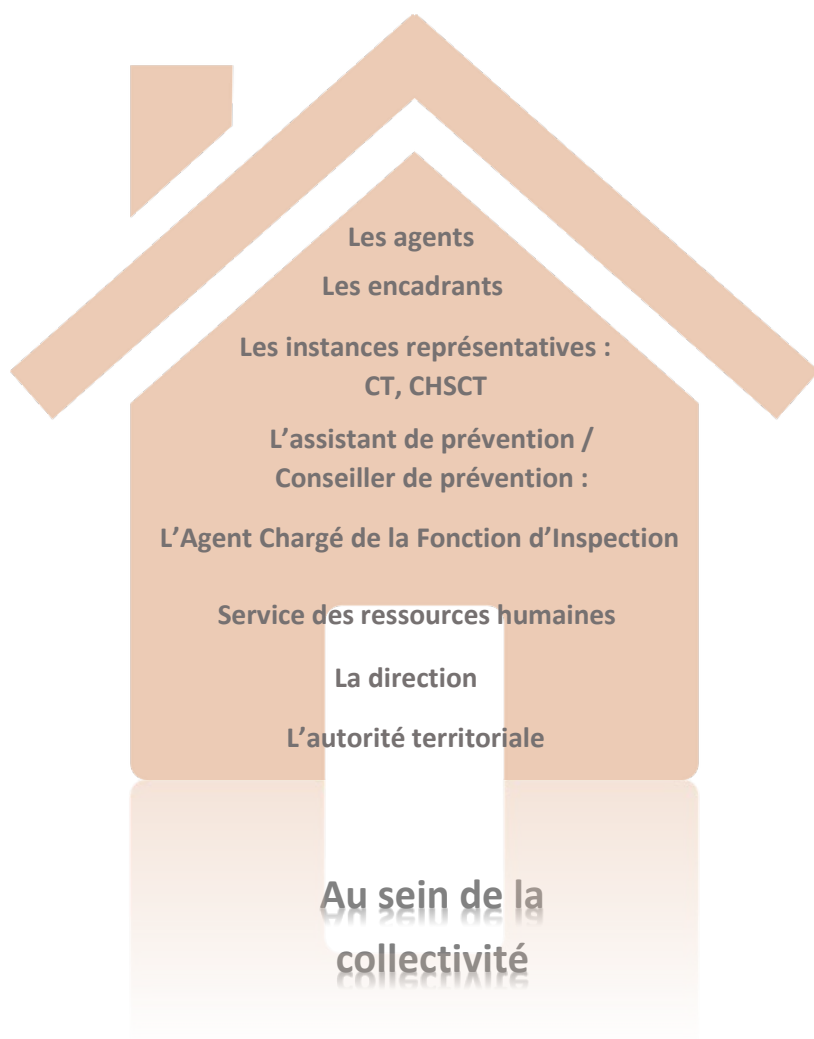 Les agents
Les encadrants
Les instances représentatives :
CT, CHSCT
L’assistant de prévention /
Conseiller de prévention :
L’Agent Chargé de la Fonction d’Inspection
Service des ressources humaines
La direction
L’autorité territoriale
Au sein de la
collectivité